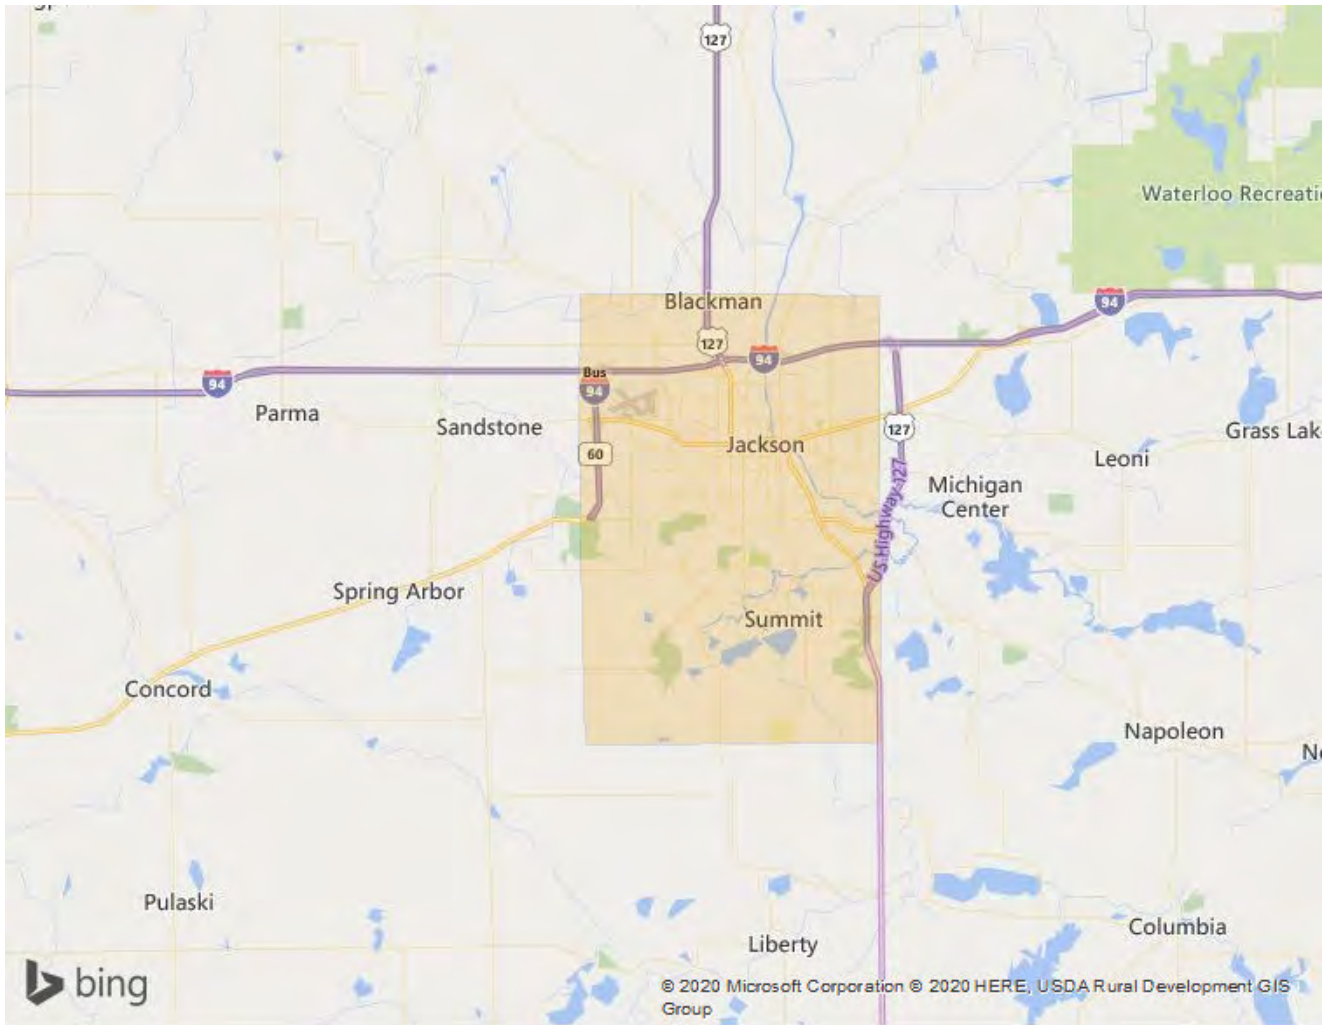 127
Waterloo Recreati
Blackman
94
127
94
Bus
94
94
Parma
Sandstone
Jackson
127
Grass Lak
60
Leoni
Michigan
Center
US Highway 127
Spring Arbor
Summit
Concord
Napoleon
N
Pulaski
Columbia
Liberty
bing
© 2020 Microsoft Corporation © 2020 HERE, USDA Rural Development GIS
Group